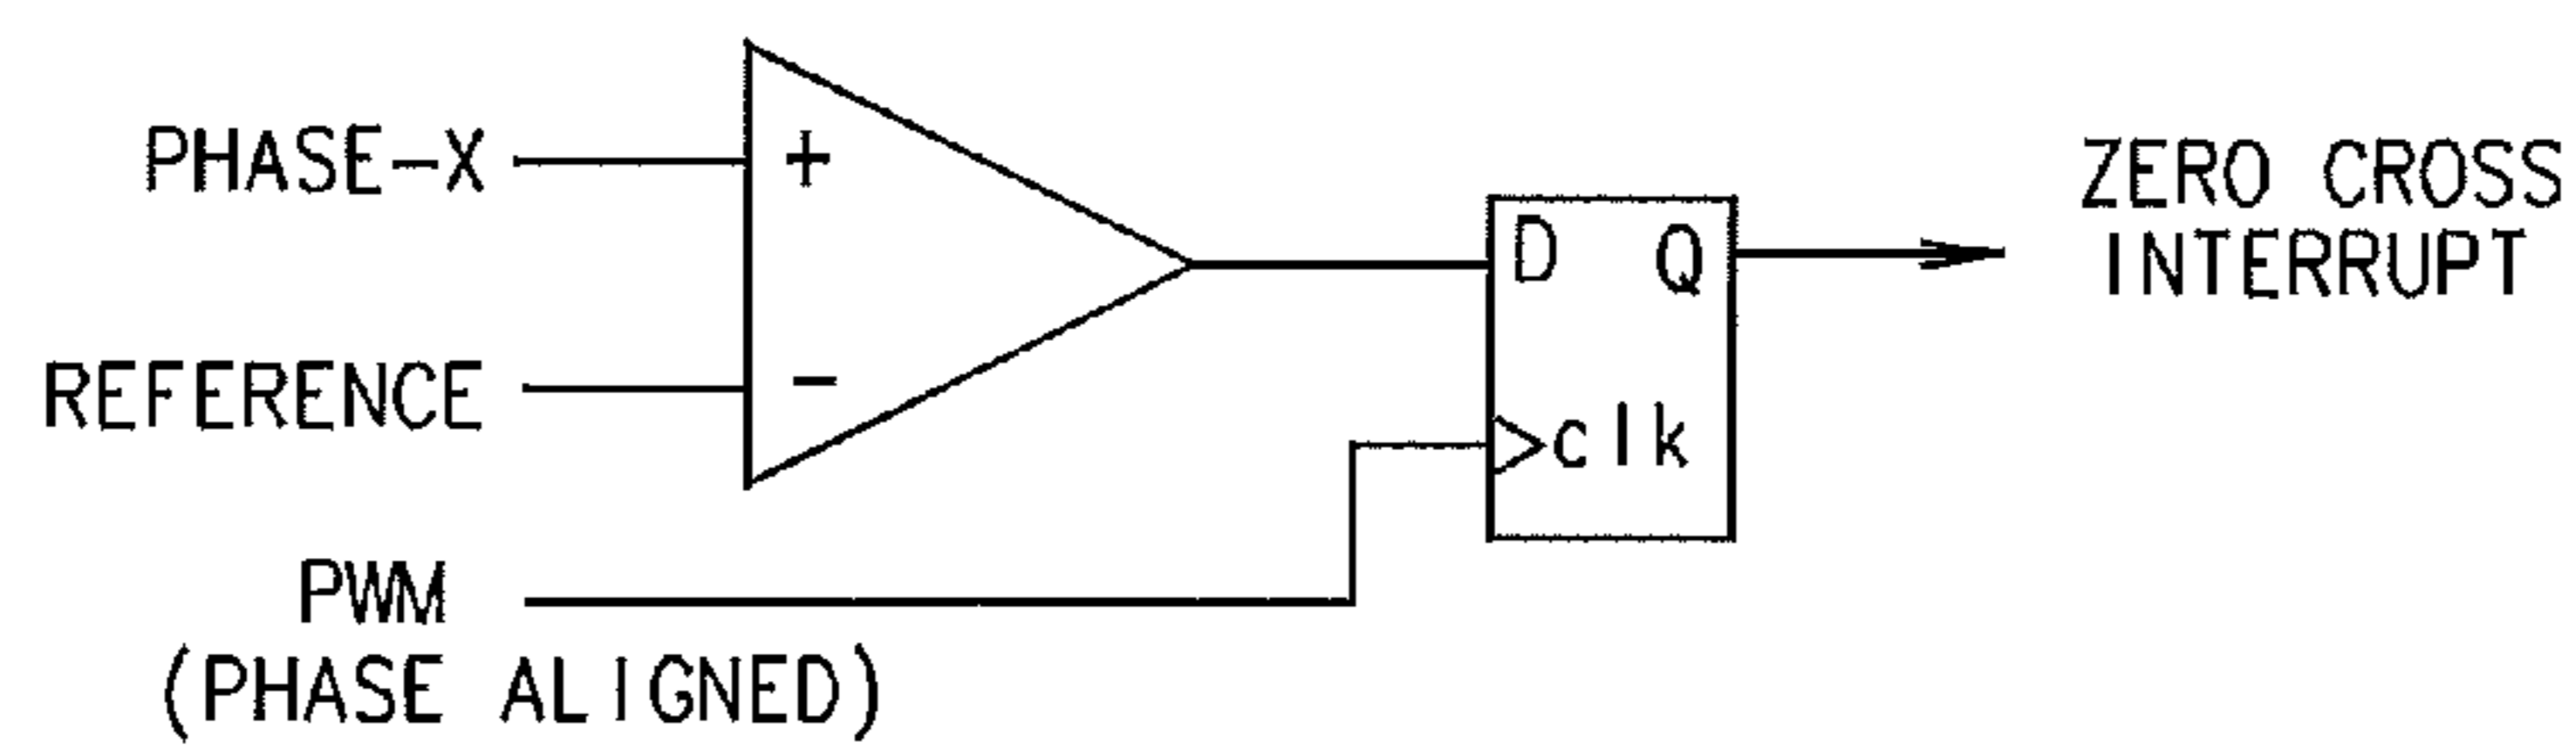 PHASE-X
+
D Q
ZERO CROSS
INTERRUPT
REFERENCE
-
clk
PWM
(PHASE ALIGNED)